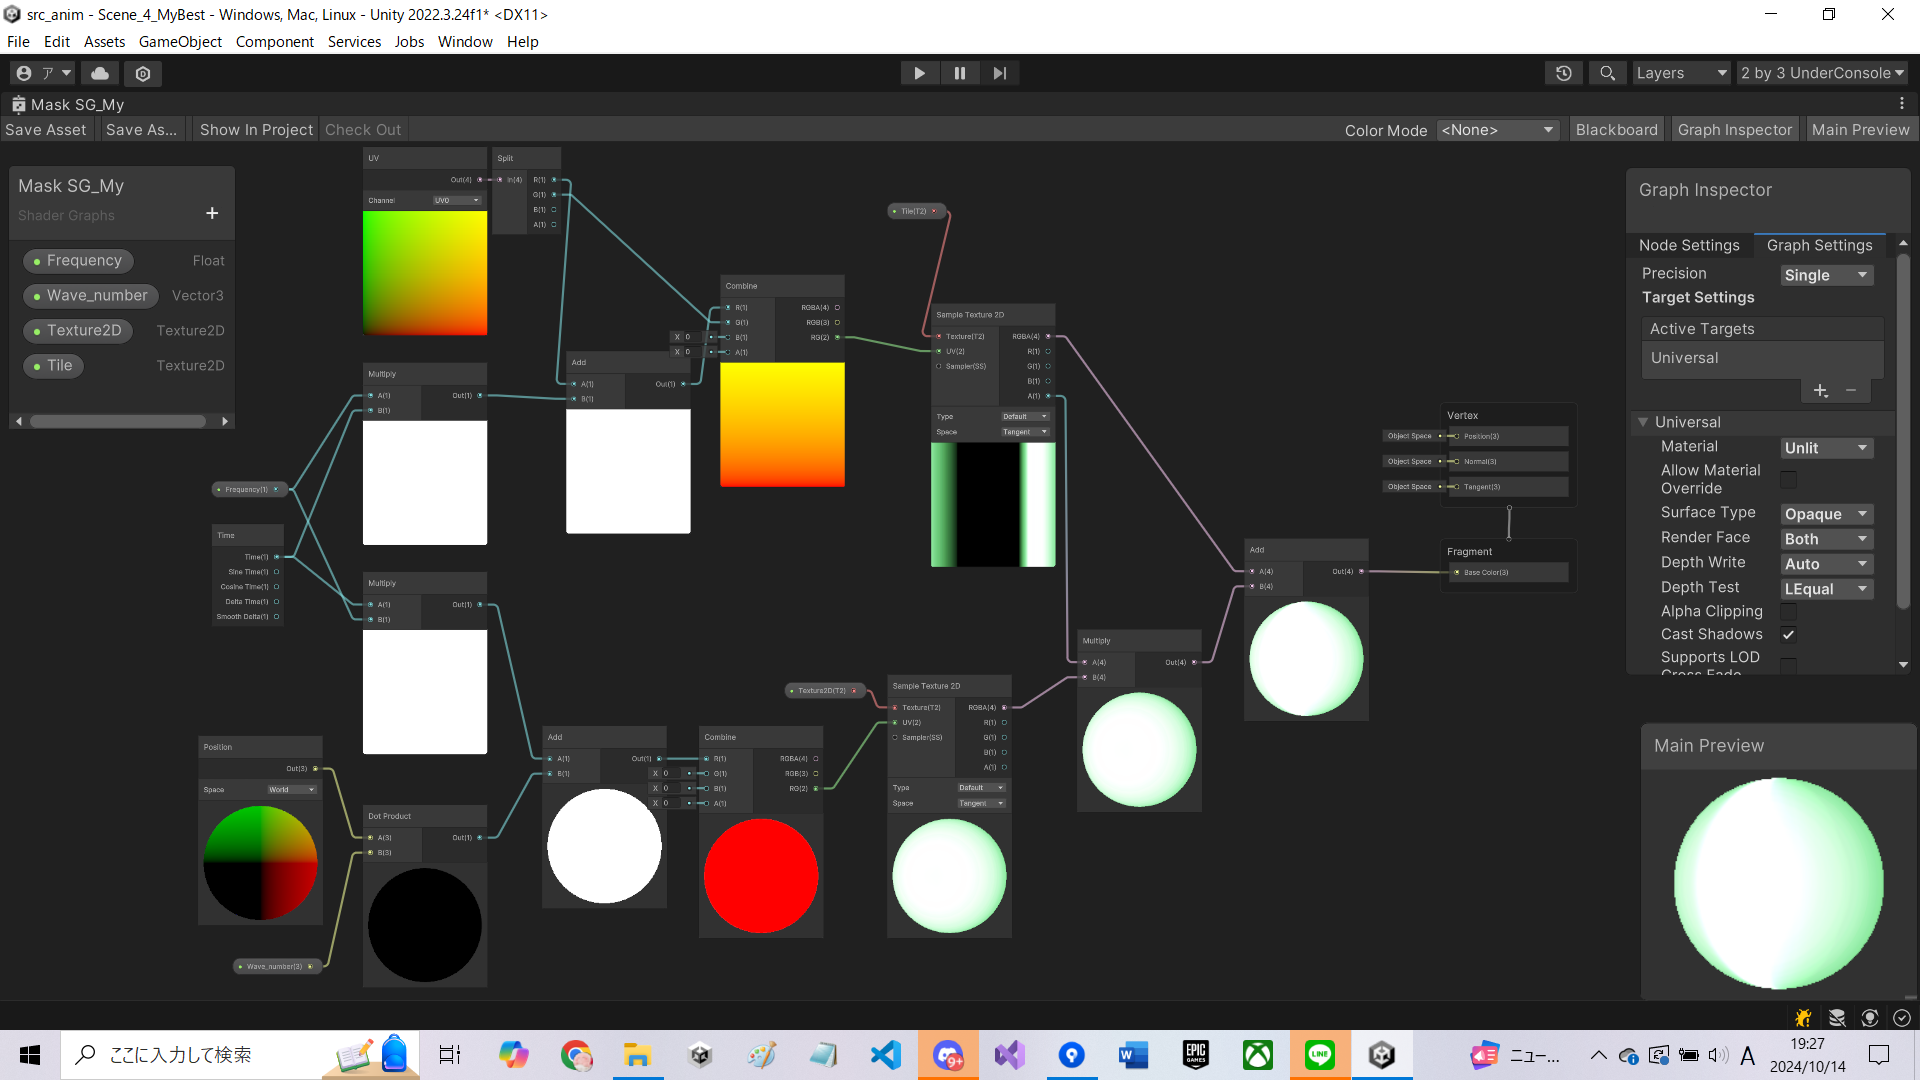 src_anim - Scene_4_MyBest - Windows, Mac, Linux - Unity 2022.3.24f1* <DX11>
File Edit Assets GameObject Component Services Jobs Window Help
ア
Layers
2 by 3 UnderConsole
Mask SG_My
Save Asset Save As... Show In Project Check Out
Color Mode <None> Blackboard Graph Inspector Main Preview
Mask SG_My
Shader Graphs
+
Frequency Float
Wave_number Vector3
Texture2D Texture2D
Tile Texture2D
UV
Out(4)
Channel UV0
Split
In(4) R(1)
G(1)
B(1)
A(1)
Multiply
A(1) Out(1)
B(1)
Frequency(1)
Time
Time(1)
Sine Time(1)
Cosine Time(1)
Delta Time(1)
Smooth Delta(1)
Multiply
A(1) Out(1)
B(1)
Position
Out(3)
Space World
Dot Product
A(3) Out(1)
B(3)
Wave_number(3)
Add
A(1) Out(1)
B(1)
Combine
R(1) RGBA(4)
G(1) RGB(3)
X 0 B(1) RG(2)
X 0 A(1)
Tile(T2)
Sample Texture 2D
Texture(T2) RGBA(4)
UV(2) R(1)
Sampler(SS) G(1)
B(1)
A(1)
Type Default
Space Tangent
Add
A(1) Out(1)
B(1)
Combine
R(1) RGBA(4)
X 0 G(1) RGB(3)
X 0 B(1) RG(2)
X 0 A(1)
Texture2D(T2)
Sample Texture 2D
Texture(T2) RGBA(4)
UV(2) R(1)
Sampler(SS) G(1)
B(1)
A(1)
Type Default
Space Tangent
Multiply
A(4) Out(4)
B(4)
Add
A(4) Out(4)
B(4)
Vertex
Object Space Position(3)
Object Space Normal(3)
Object Space Tangent(3)
Fragment
Base Color(3)
Graph Inspector
Node Settings Graph Settings
Precision Single
Target Settings
Active Targets
Universal
+ −
Universal
Material Unlit
Allow Material
Override
Surface Type Opaque
Render Face Both
Depth Write Auto
Depth Test LEqual
Alpha Clipping
Cast Shadows
Supports LOD
Cross Fade
Main Preview
ここに入力して検索
9+
W
EPIC
GAMES
LINE
ニュー...
A
19:27
2024/10/14